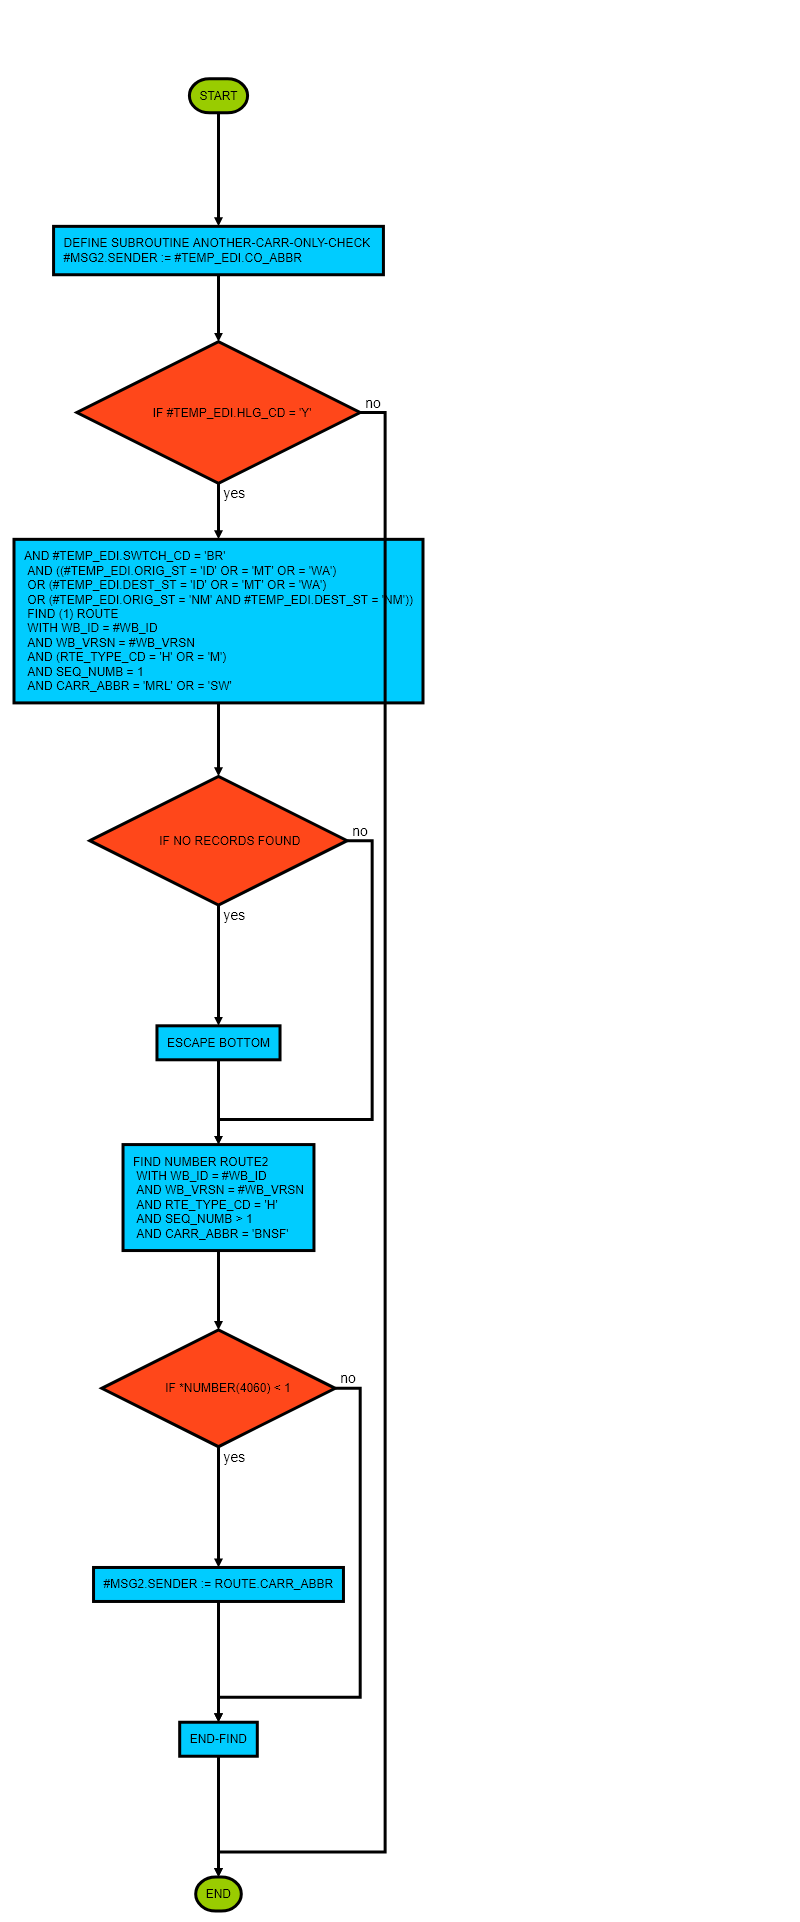 START
DEFINE SUBROUTINE ANOTHER-CARR-ONLY-CHECK
#MSG2.SENDER := #TEMP_EDI.CO_ABBR
IF #TEMP_EDI.HLG_CD = 'Y'
no
yes
AND #TEMP_EDI.SWTCH_CD = 'BR'
AND ((#TEMP_EDI.ORIG_ST = 'ID' OR = 'MT' OR = 'WA')
OR (#TEMP_EDI.DEST_ST = 'ID' OR = 'MT' OR = 'WA')
OR (#TEMP_EDI.ORIG_ST = 'NM' AND #TEMP_EDI.DEST_ST = 'NM'))
FIND (1) ROUTE
WITH WB_ID = #WB_ID
AND WB_VRSN = #WB_VRSN
AND (RTE_TYPE_CD = 'H' OR = 'M')
AND SEQ_NUMB = 1
AND CARR_ABBR = 'MRL' OR = 'SW'
IF NO RECORDS FOUND
no
yes
ESCAPE BOTTOM
FIND NUMBER ROUTE2
WITH WB_ID = #WB_ID
AND WB_VRSN = #WB_VRSN
AND RTE_TYPE_CD = 'H'
AND SEQ_NUMB > 1
AND CARR_ABBR = 'BNSF'
IF *NUMBER(4060) < 1
no
yes
#MSG2.SENDER := ROUTE.CARR_ABBR
END-FIND
END